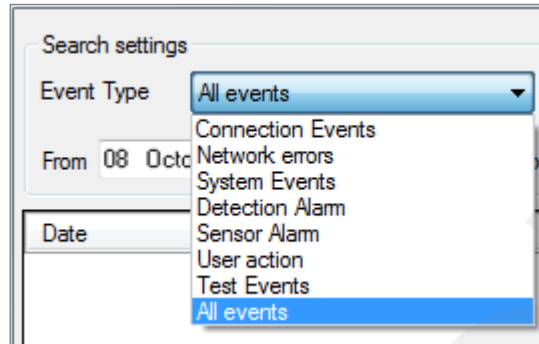 Search settings
Event Type All events
Connection Events
From 08 Network errors
System Events
Detection Alarm
Date Sensor Alarm
User action
Test Events
All events